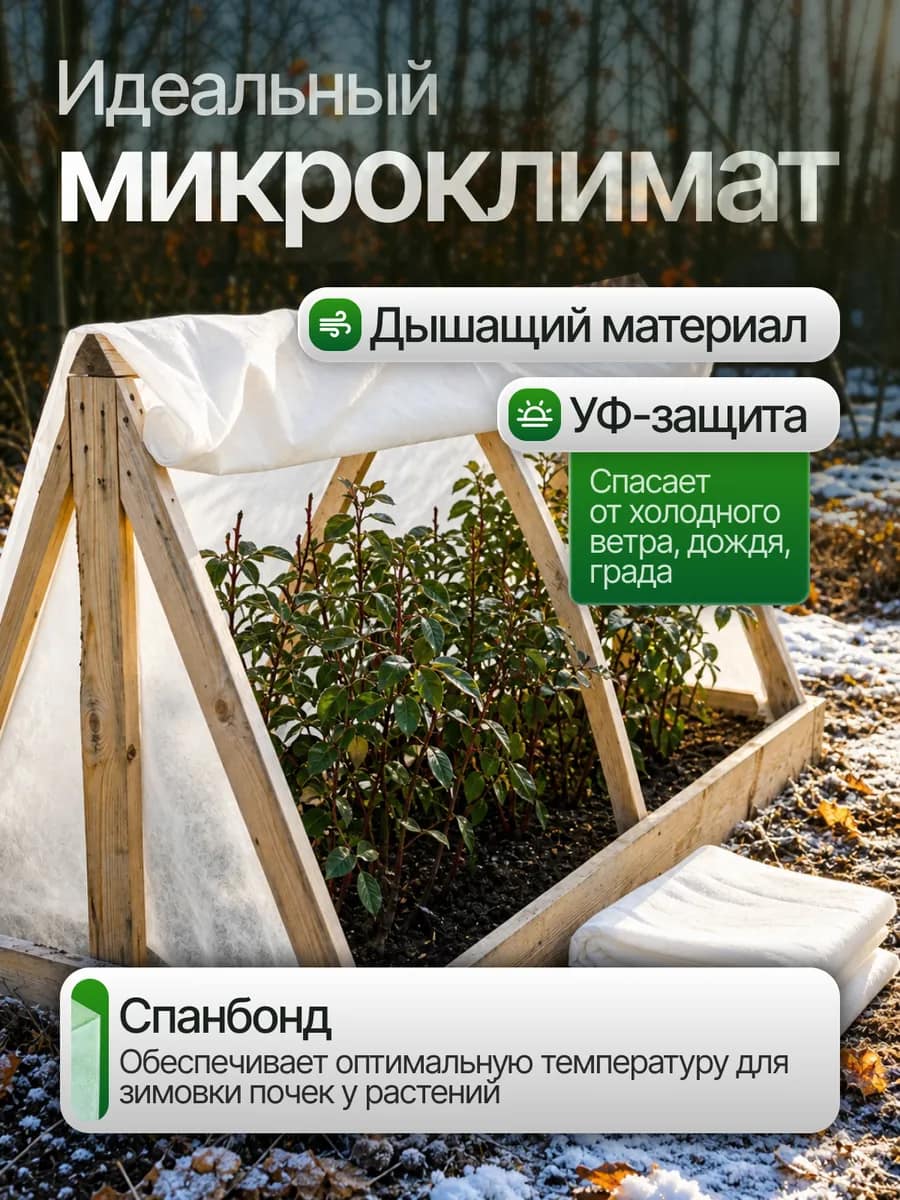 Идеальный
микроклимат
Дышащий материал
УФ-защита
Спасает
от холодного
ветра, дождя,
града
Спанбонд
Обеспечивает оптимальную температуру для
зимовки почек у растений